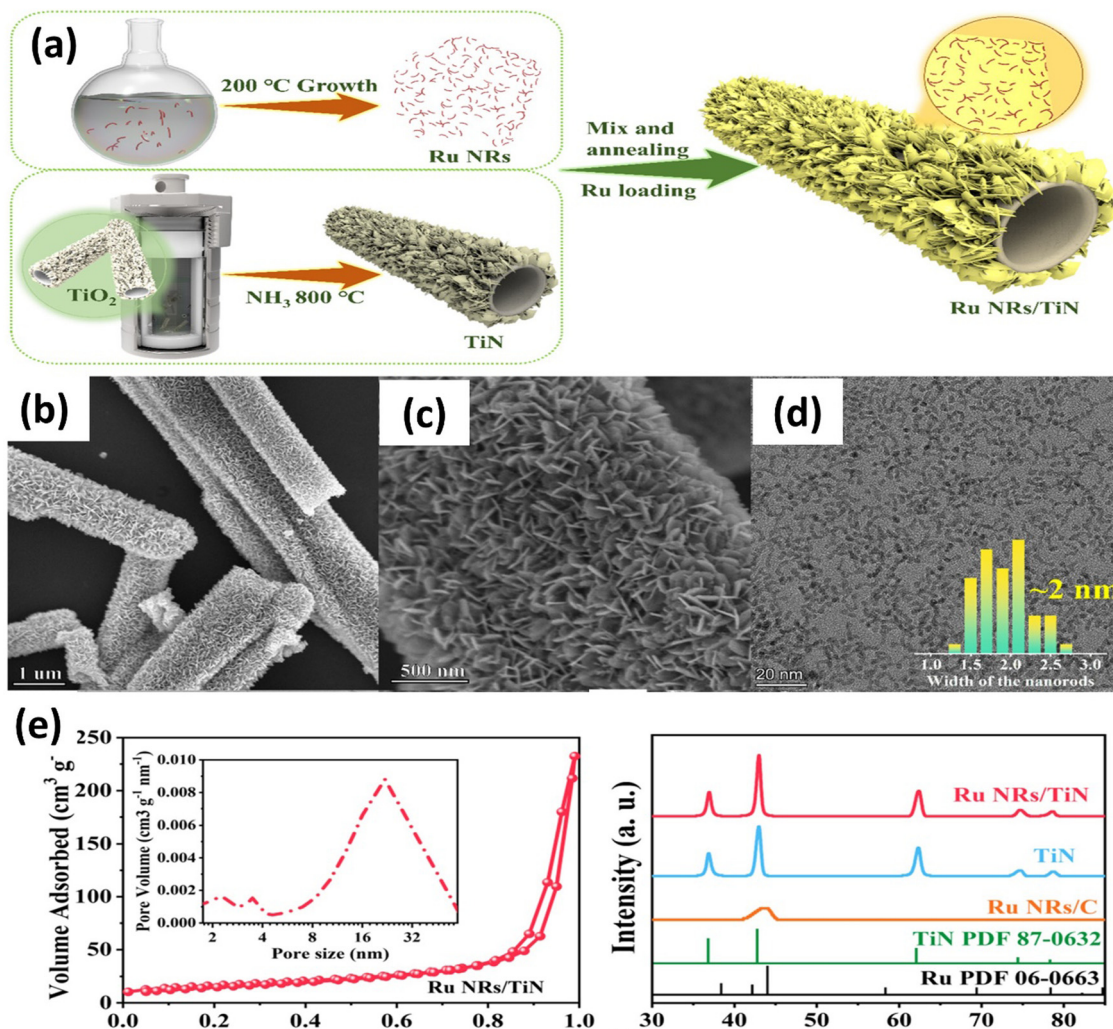 (a)
200 °C Growth
Ru NRs
TiO2
NH3 800 °C
TiN
Mix and
annealing
Ru loading
Ru NRs/TiN
(b)
1 um
(c)
500 nm
(d)
20 nm
~2 nm
1.0 1.5 2.0 2.5 3.0
Width of the nanorods
(e)
Volume Adsorbed (cm3 g-
250
200
150
100
50
0
0.0 0.2 0.4 0.6 0.8 1.0
Pore Volume (cm3 g-1 nm-1)
0.010
0.008
0.006
0.004
0.002
0.000
2 4 8 16 32
Pore size (nm)
Ru NRs/TiN
Intensity (a. u.)
Ru NRs/TiN
TiN
Ru NRs/C
TiN PDF 87-0632
Ru PDF 06-0663
30 40 50 60 70 80